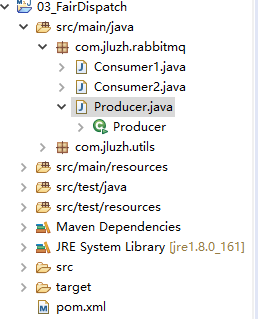 03_FairDispatch
src/main/java
com.jluzh.rabbitmq
Consumer1.java
Consumer2.java
Producer.java
Producer
com.jluzh.utils
src/main/resources
src/test/java
src/test/resources
Maven Dependencies
JRE System Library [jre1.8.0_161]
src
target
pom.xml